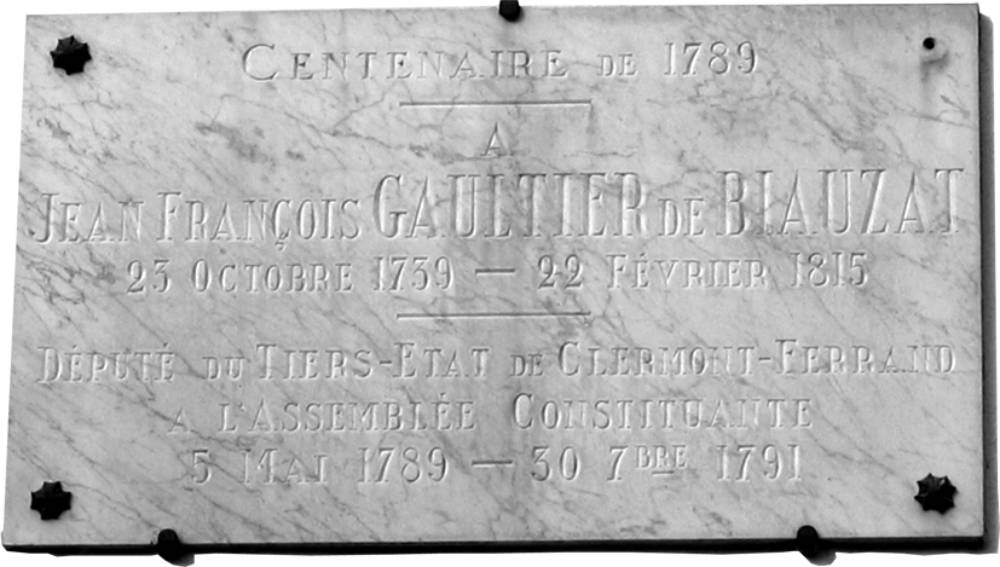 CENTENAIRE DE 1789
A
JEAN FRANÇOIS GAULTIER DE BIAUZAT
23 OCTOBRE 1739 — 22 FÉVRIER 1815
DÉPUTÉ DU TIERS-ETAT DE CLERMONT-FERRAND
A L'ASSEMBLÉE CONSTITUANTE
5 MAI 1789 — 30 7BRE 1791